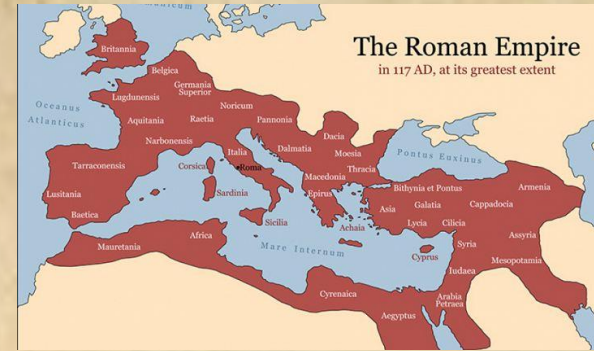 manicum
The Roman Empire
in 117 AD, at its greatest extent
Britannia
Belgica
Germania
Superior
Lugdunensis
Noricum
Oceanus
Atlanticus
Aquitania
Raetia
Pannonia
Dacia
Narbonensis
Italia
Dalmatia
Moesia
Pontus Euxinus
Tarraconensis
Corsica
Roma
Thracia
Macedonia
Bithynia et Pontus
Armenia
Lusitania
Sardinia
Epirus
Asia
Galatia
Cappadocia
Baetica
Sicilia
Achaia
Lycia
Cilicia
Mauretania
Africa
Mare Internum
Cyprus
Syria
Assyria
Mesopotamia
Iudaea
Cyrenaica
Arabia
Petraea
Aegyptus